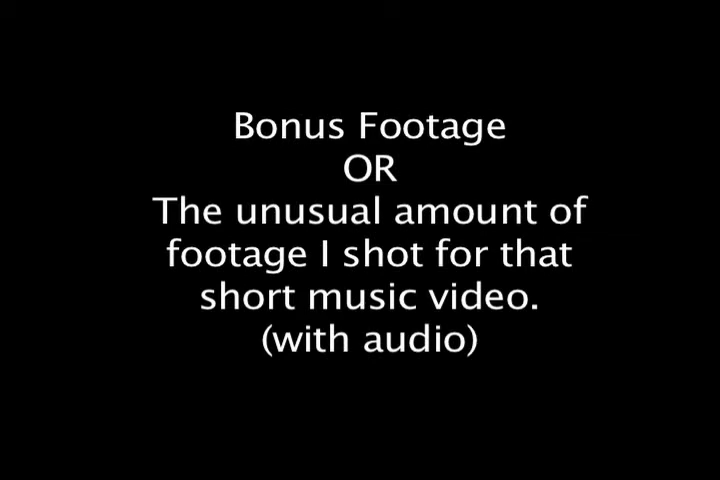 Bonus Footage
OR
The unusual amount of
footage I shot for that
short music video.
(with audio)